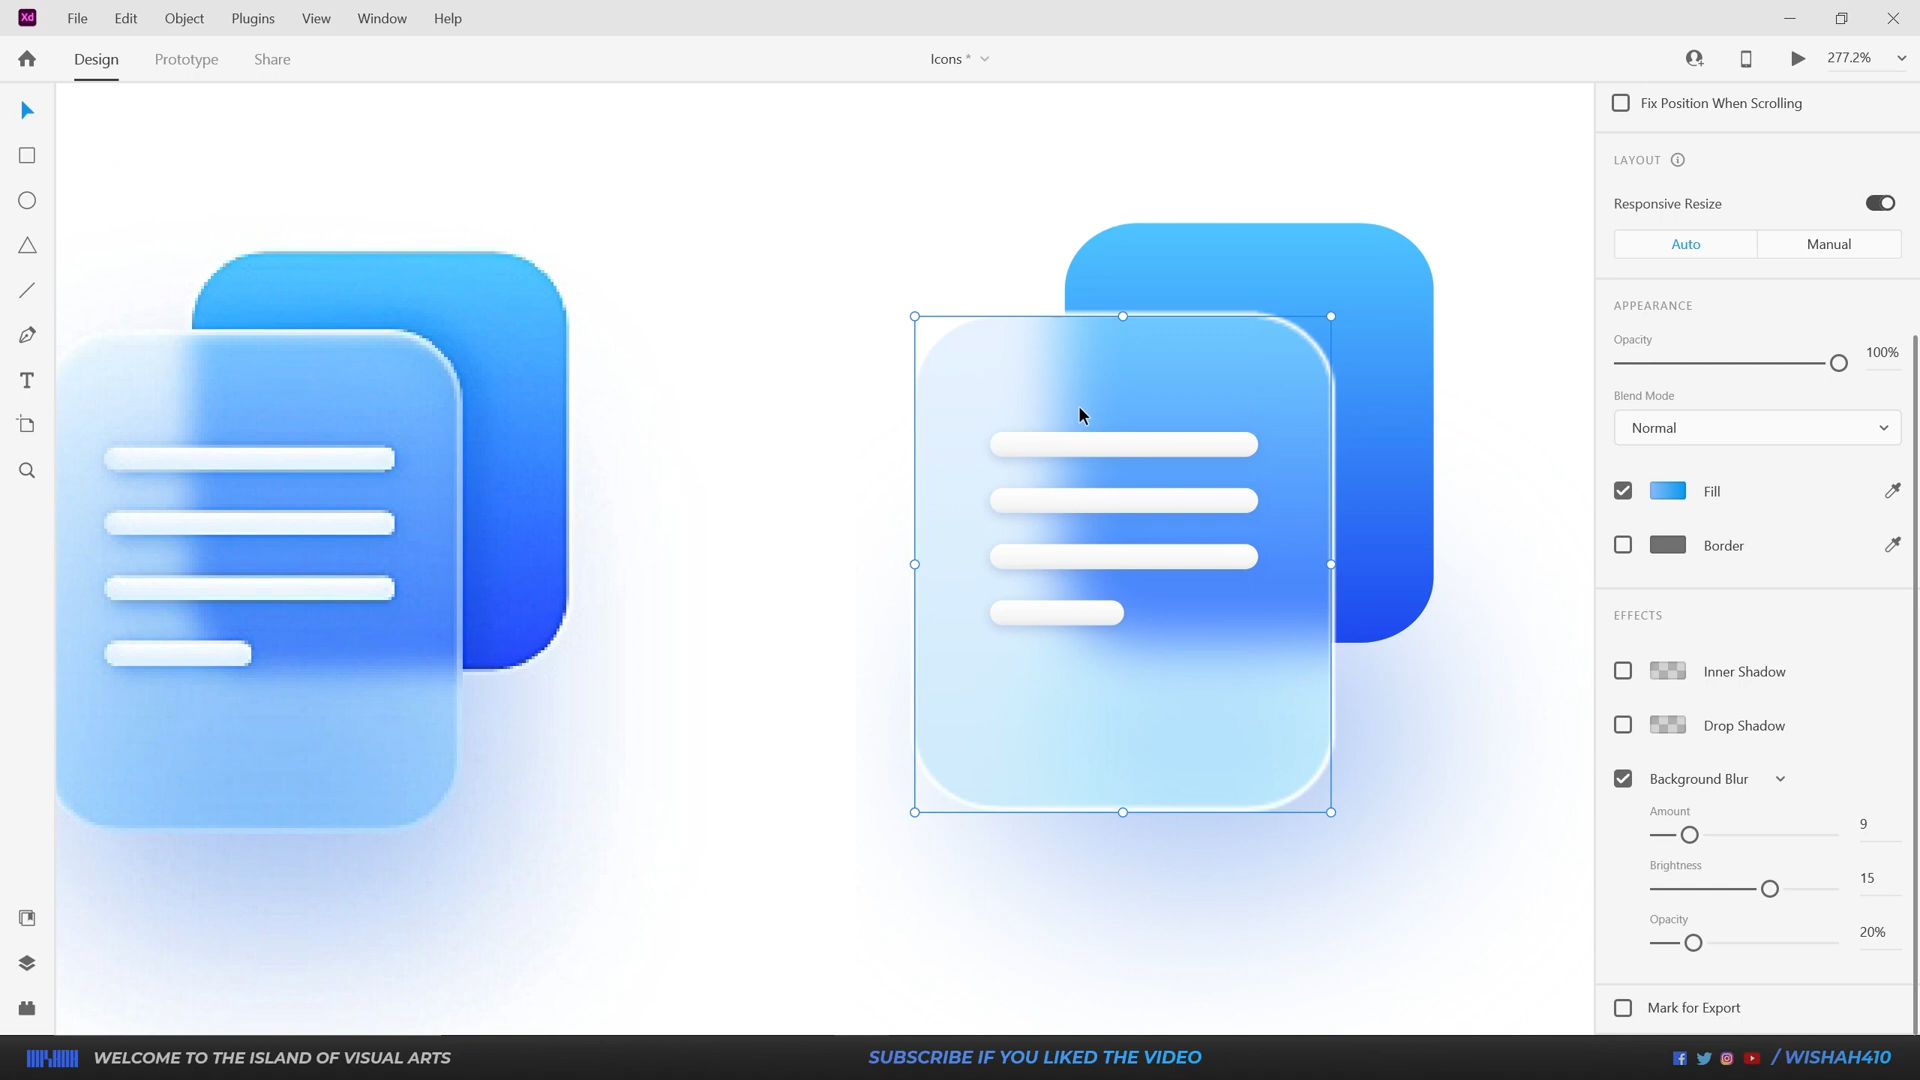 Xd File Edit Object Plugins View Window Help
Design Prototype Share Icons * 277.2%
Fix Position When Scrolling
LAYOUT
Responsive Resize
Auto Manual
APPEARANCE
Opacity
100%
Blend Mode
Normal
Fill
Border
EFFECTS
Inner Shadow
Drop Shadow
Background Blur
Amount
9
Brightness
15
Opacity
20%
Mark for Export
T
WELCOME TO THE ISLAND OF VISUAL ARTS SUBSCRIBE IF YOU LIKED THE VIDEO / WISHAH410